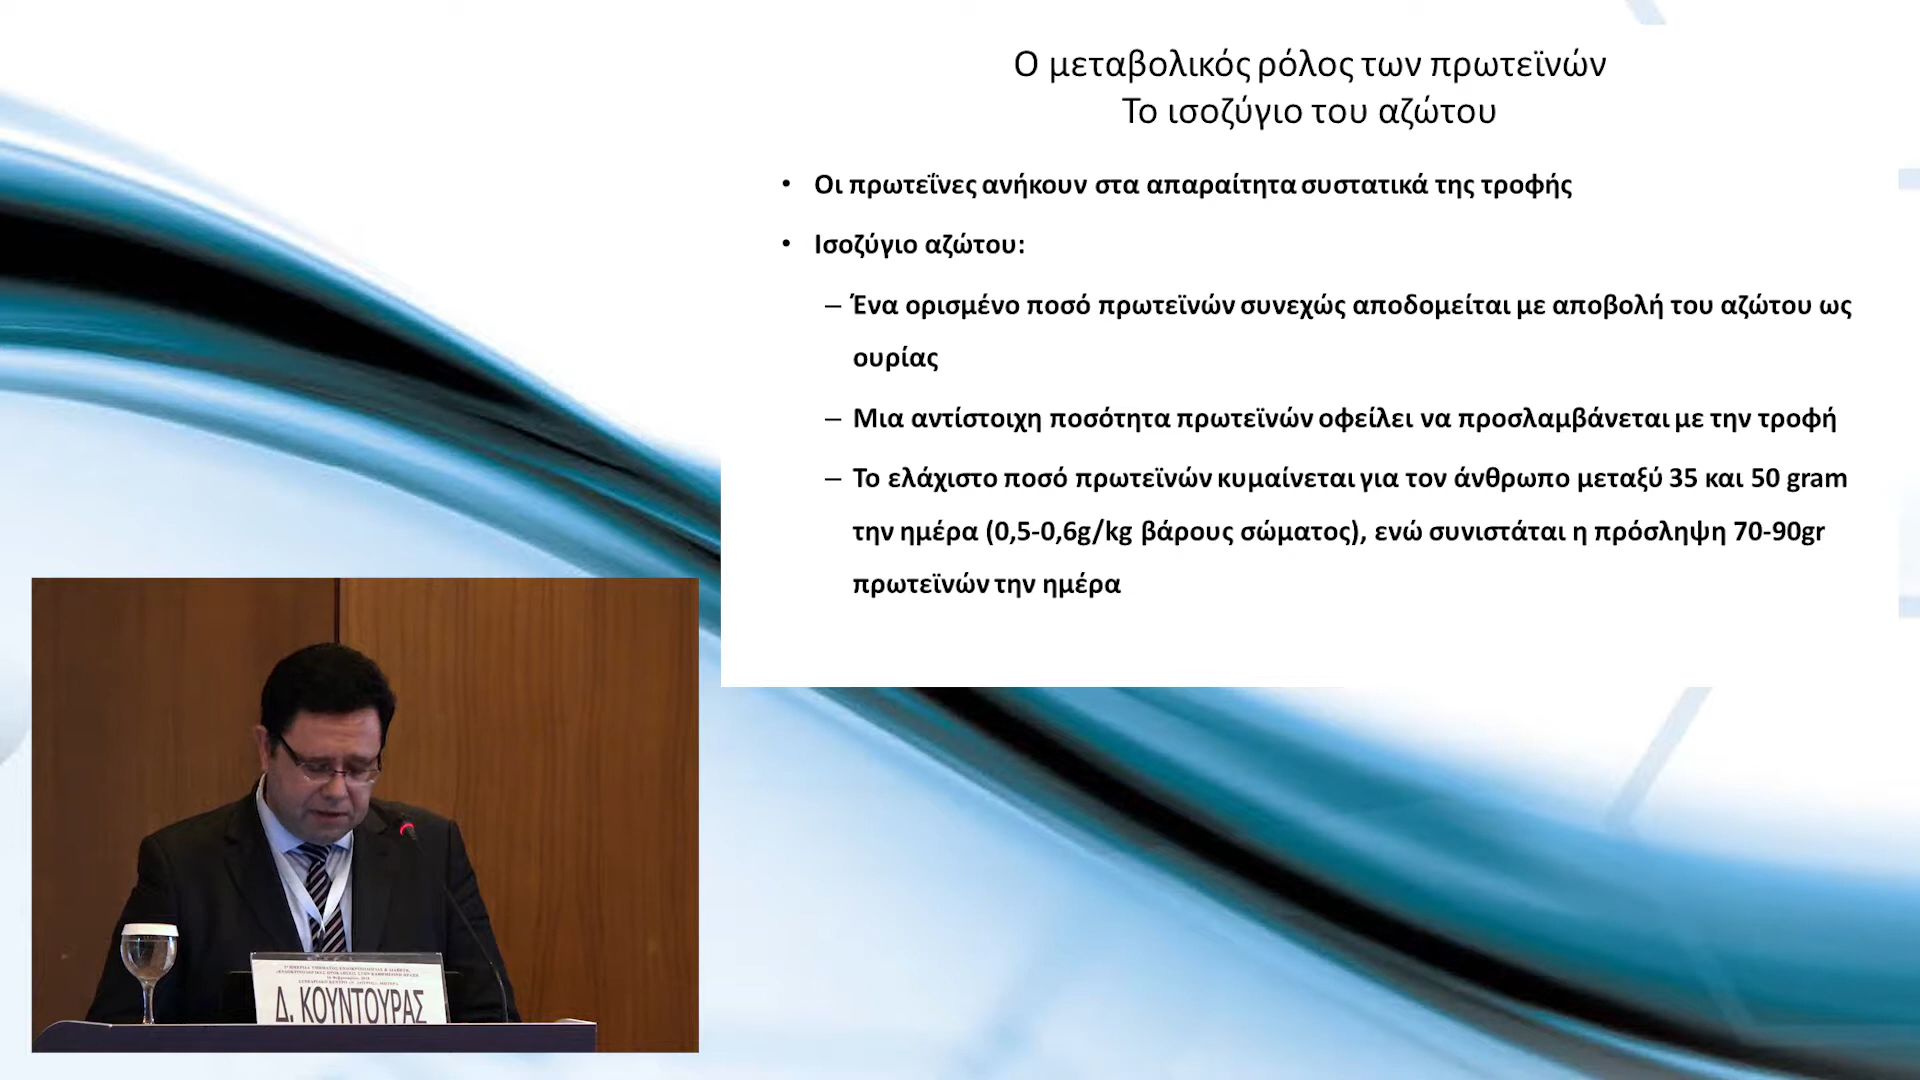 Ο μεταβολικός ρόλος των πρωτεϊνών
Το ισοζύγιο του αζώτου
• Οι πρωτεΐνες ανήκουν στα απαραίτητα συστατικά της τροφής
• Ισοζύγιο αζώτου:
– Ένα ορισμένο ποσό πρωτεϊνών συνεχώς αποδομείται με αποβολή του αζώτου ως
ουρίας
– Μια αντίστοιχη ποσότητα πρωτεϊνών οφείλει να προσλαμβάνεται με την τροφή
– Το ελάχιστο ποσό πρωτεϊνών κυμαίνεται για τον άνθρωπο μεταξύ 35 και 50 gram
την ημέρα (0,5-0,6g/kg βάρους σώματος), ενώ συνιστάται η πρόσληψη 70-90gr
πρωτεϊνών την ημέρα
Δ. ΚΟΥΝΤΟΥΡΑΣ